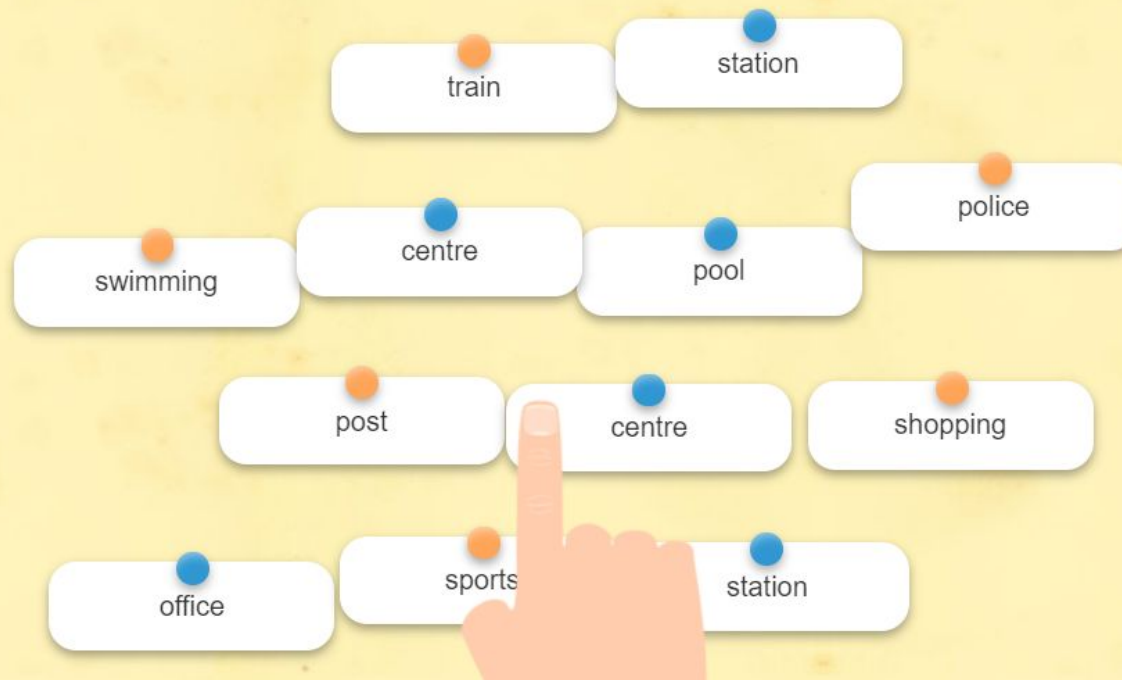 train
station
police
swimming
centre
pool
post
centre
shopping
office
sports
station